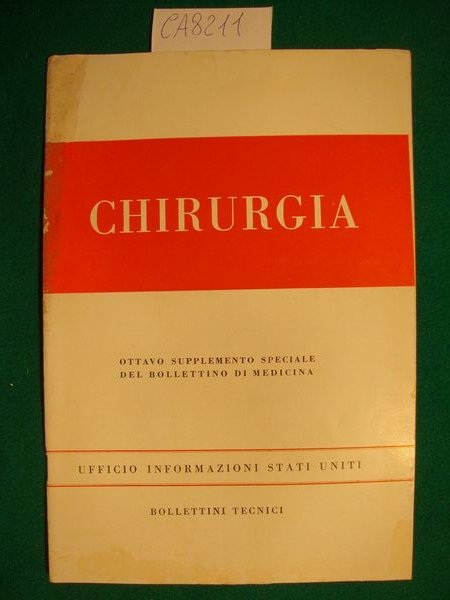 CA8211
CHIRURGIA
OTTAVO SUPPLEMENTO SPECIALE
DEL BOLLETTINO DI MEDICINA
UFFICIO INFORMAZIONI STATI UNITI
BOLLETTINI TECNICI